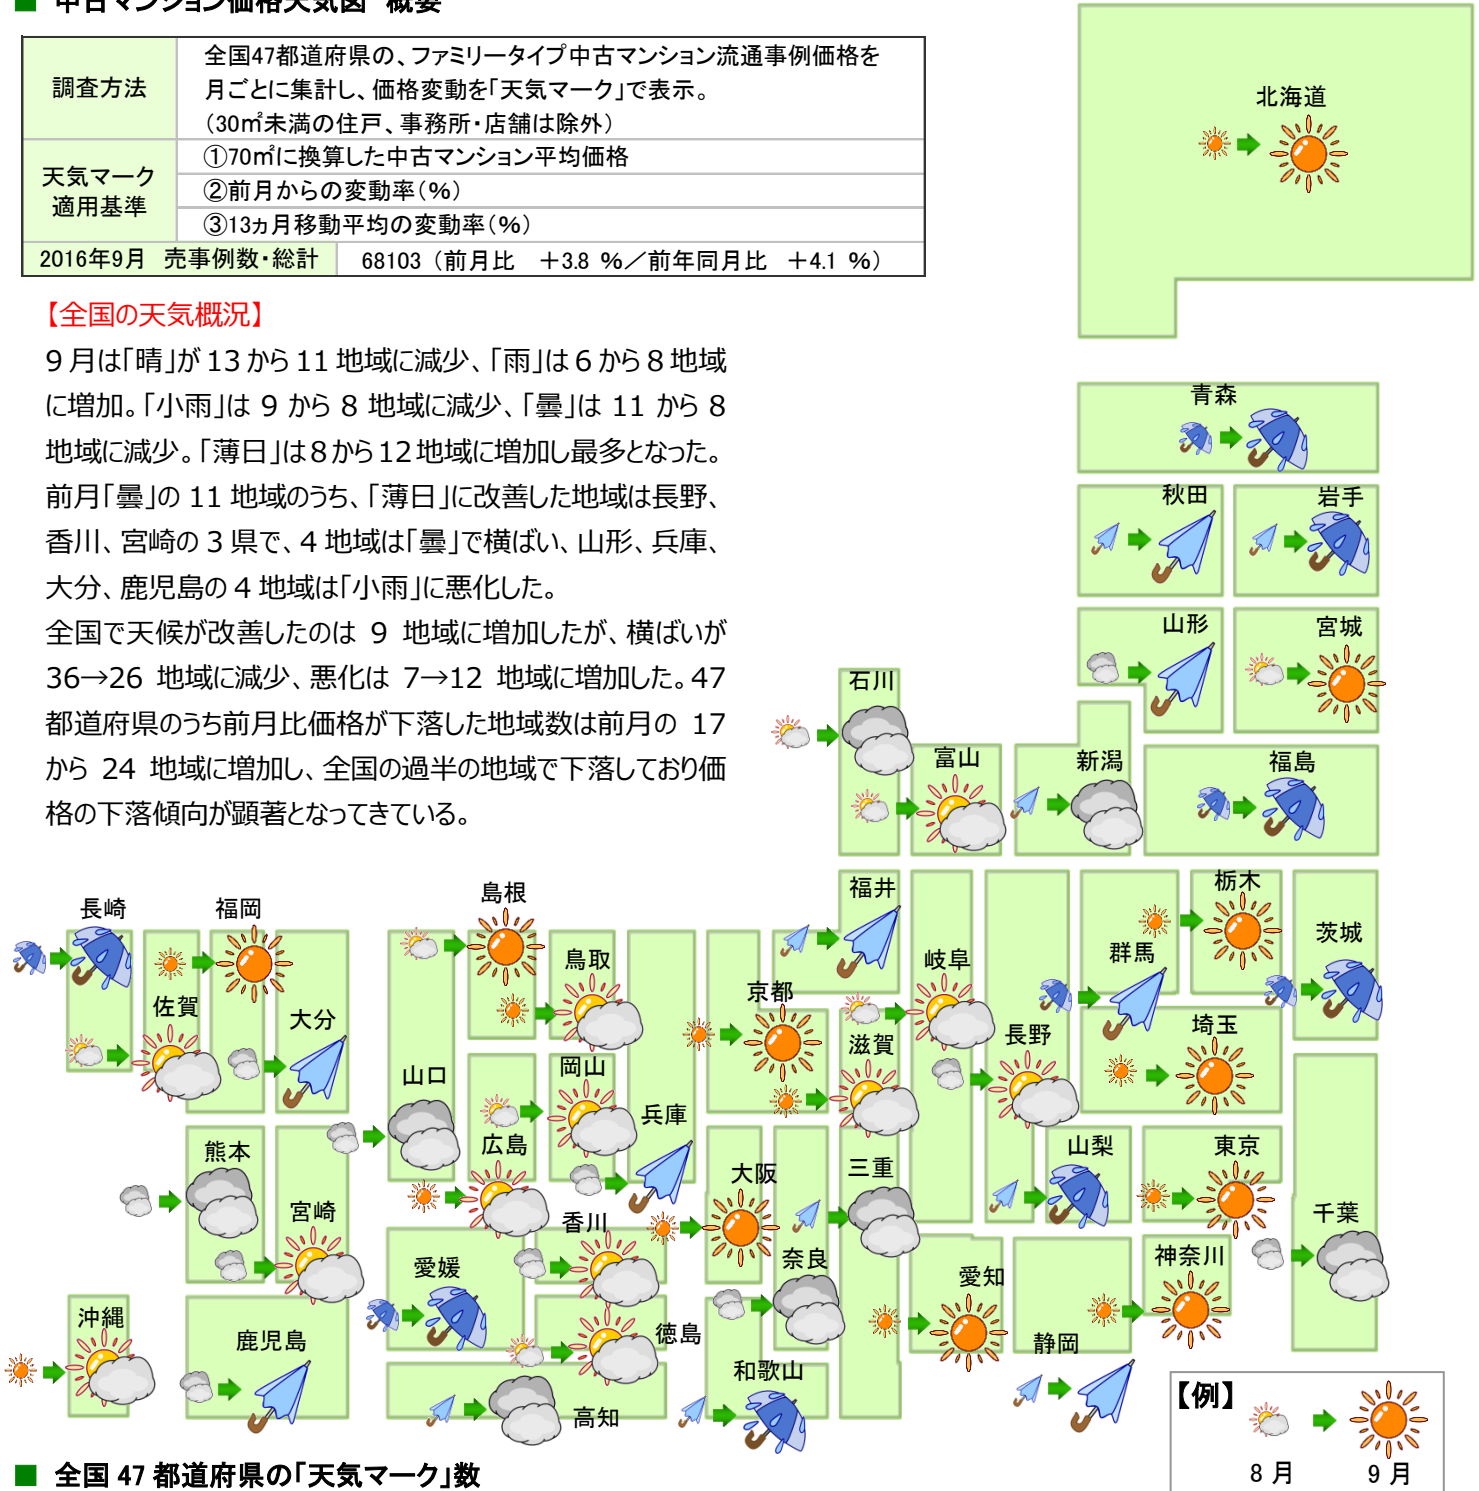 ■ 中古マンション価格天気図 概要
調査方法
全国47都道府県の、ファミリータイプ中古マンション流通事例価格を
月ごとに集計し、価格変動を「天気マーク」で表示。
（30㎡未満の住戸、事務所・店舗は除外）
天気マーク
適用基準
①70㎡に換算した中古マンション平均価格
②前月からの変動率（%）
③13ヵ月移動平均の変動率（%）
2016年9月 売事例数・総計
68103（前月比 ＋3.8 %／前年同月比 ＋4.1 %）
【全国の天気概況】
9月は「晴」が13から11地域に減少、「雨」は6から8地域
に増加。「小雨」は 9 から 8 地域に減少、「曇」は 11 から 8
地域に減少。「薄日」は8から12地域に増加し最多となった。
前月「曇」の 11 地域のうち、「薄日」に改善した地域は長野、
香川、宮崎の 3 県で、4 地域は「曇」で横ばい、山形、兵庫、
大分、鹿児島の 4 地域は「小雨」に悪化した。
全国で天候が改善したのは 9 地域に増加したが、横ばいが
36→26 地域に減少、悪化は 7→12 地域に増加した。47
都道府県のうち前月比価格が下落した地域数は前月の 17
から 24 地域に増加し、全国の過半の地域で下落しており価
格の下落傾向が顕著となってきている。
北海道
青森
秋田
岩手
山形
宮城
石川
富山
新潟
福島
長崎
福岡
島根
福井
栃木
佐賀
大分
鳥取
京都
岐阜
群馬
茨城
山口
岡山
兵庫
滋賀
長野
埼玉
熊本
宮崎
広島
香川
大阪
三重
山梨
東京
千葉
沖縄
鹿児島
愛媛
徳島
奈良
愛知
神奈川
高知
和歌山
静岡
【例】
8 月
9 月
■ 全国 47 都道府県の「天気マーク」数